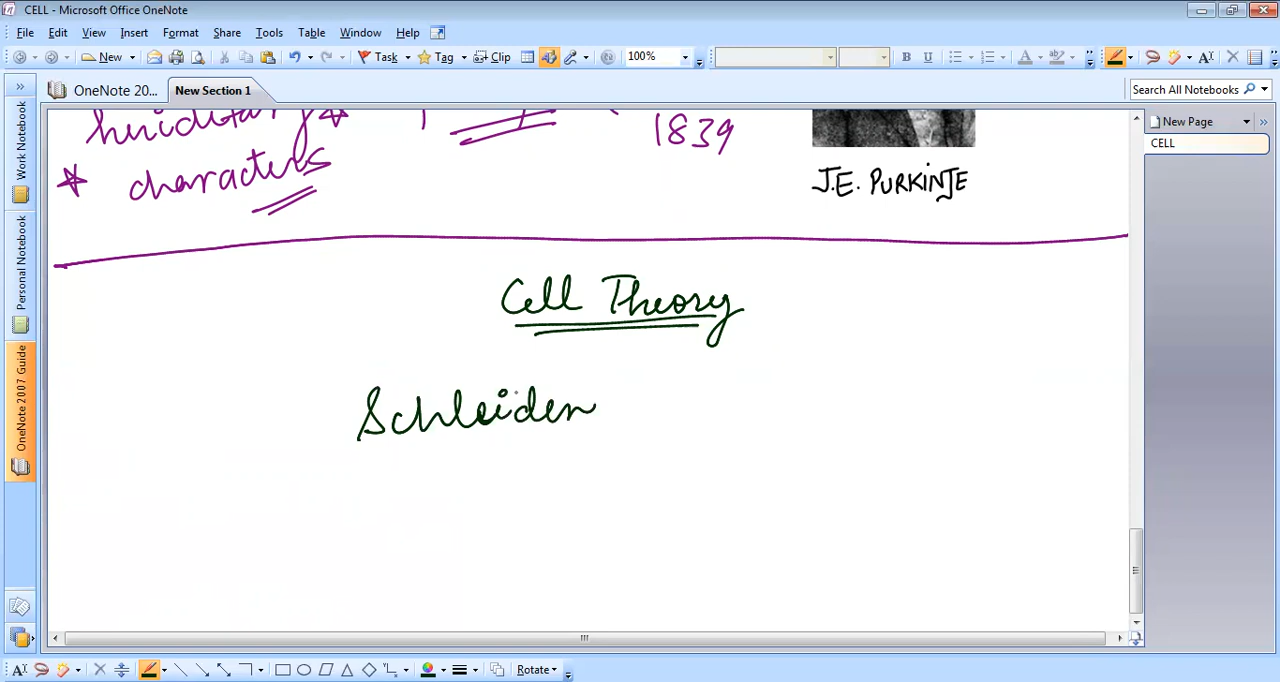 CELL - Microsoft Office OneNote
File Edit View Insert Format Share Tools Table Window Help
New Task Tag Clip 100% B U A
OneNote 20... New Section 1 Search All Notebooks
New Page
CELL
Work Notebook
Personal Notebook
OneNote 2007 Guide
heriditary
1839
characters
J.E. PURKINJE
Cell Theory
Schleiden
Rotate